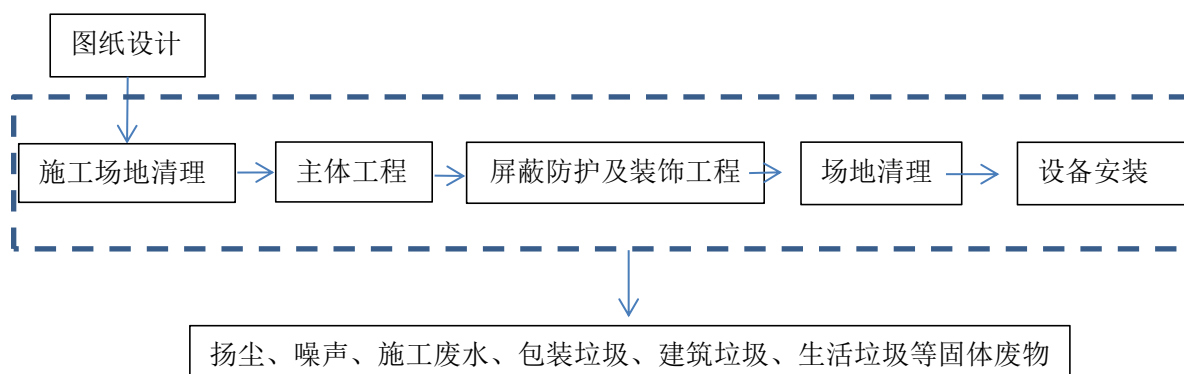 图纸设计
施工场地清理
主体工程
屏蔽防护及装饰工程
场地清理
设备安装
扬尘、噪声、施工废水、包装垃圾、建筑垃圾、生活垃圾等固体废物